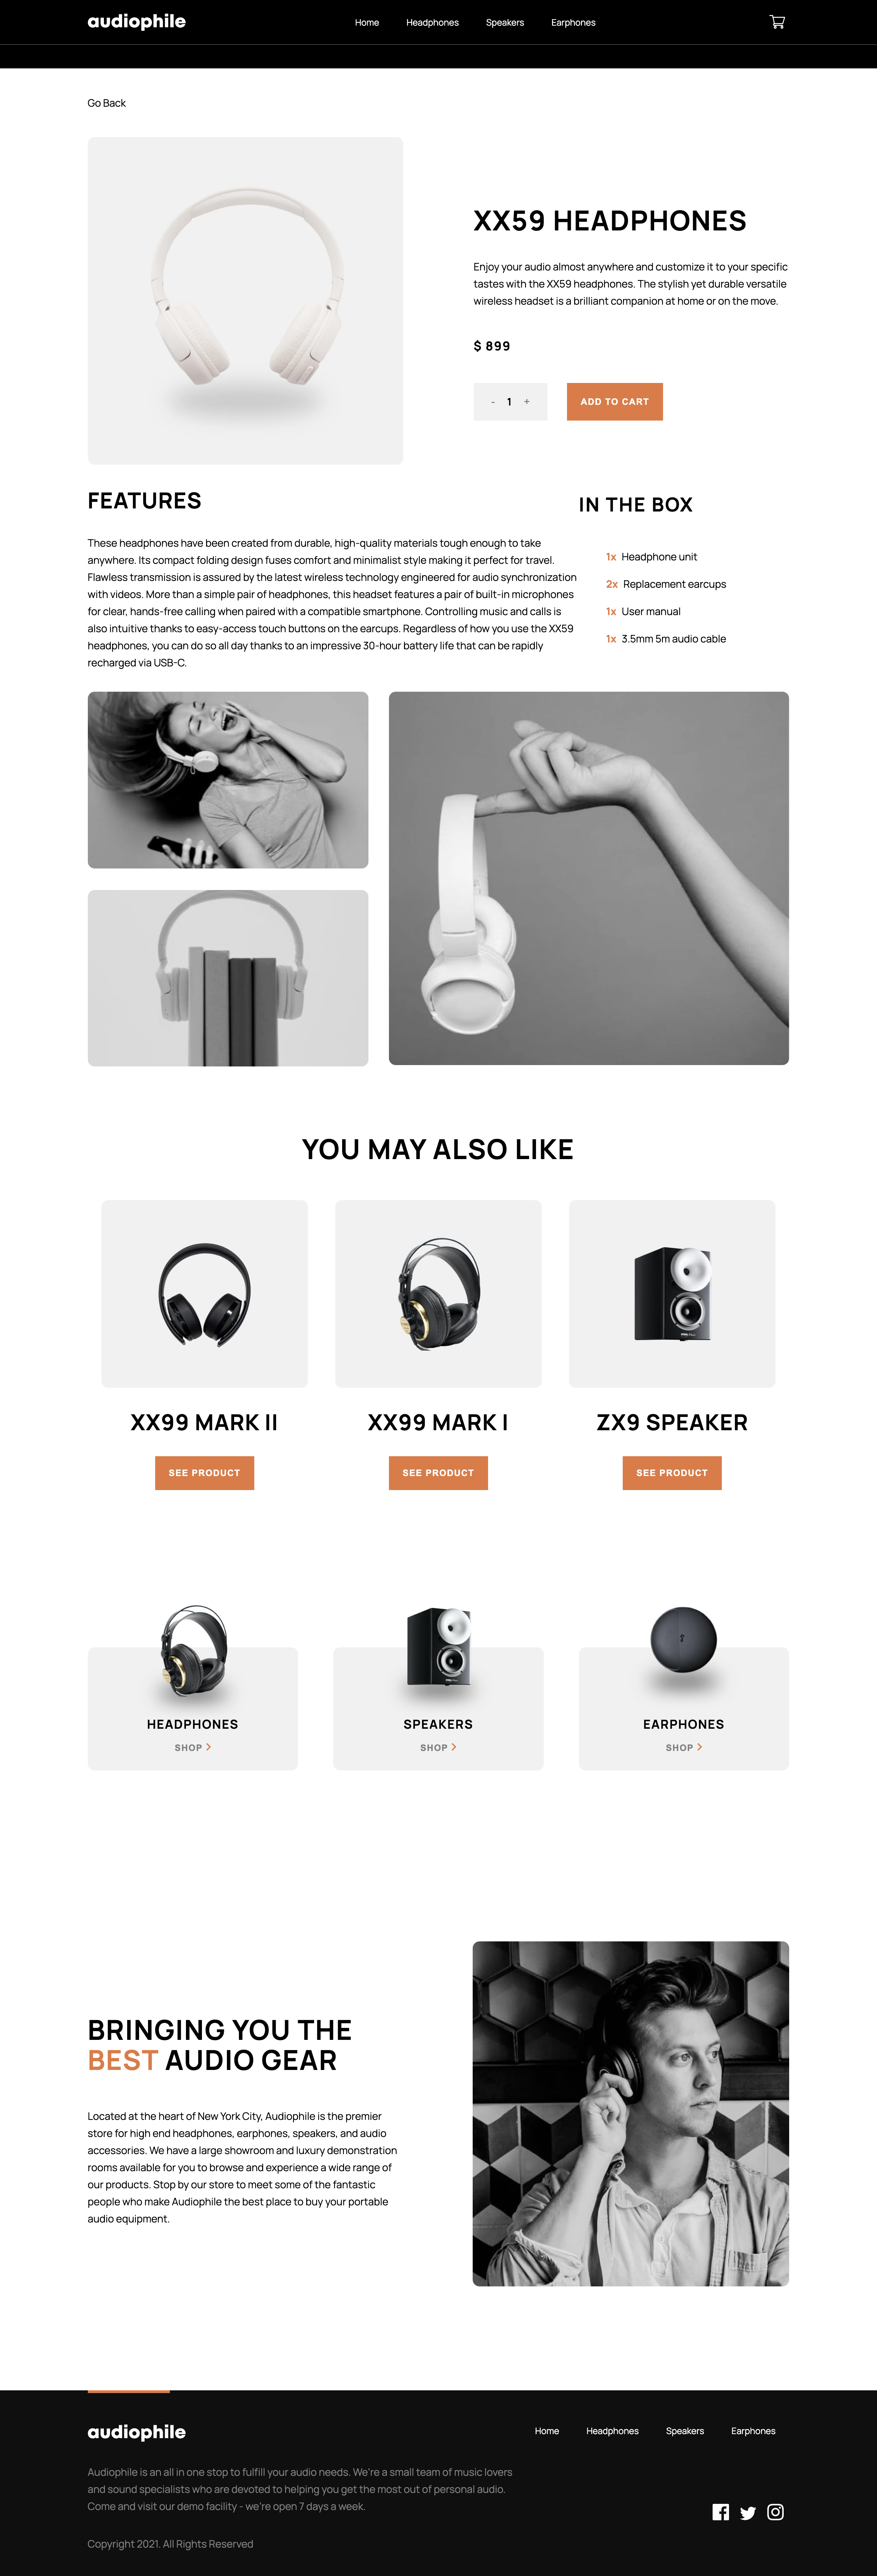 audiophile
Home
Headphones
Speakers
Earphones
Go Back
XX59 HEADPHONES
Enjoy your audio almost anywhere and customize it to your specific
tastes with the XX59 headphones. The stylish yet durable versatile
wireless headset is a brilliant companion at home or on the move.
$ 899
- 1 +
ADD TO CART
FEATURES
These headphones have been created from durable, high-quality materials tough enough to take
anywhere. Its compact folding design fuses comfort and minimalist style making it perfect for travel.
Flawless transmission is assured by the latest wireless technology engineered for audio synchronization
with videos. More than a simple pair of headphones, this headset features a pair of built-in microphones
for clear, hands-free calling when paired with a compatible smartphone. Controlling music and calls is
also intuitive thanks to easy-access touch buttons on the earcups. Regardless of how you use the XX59
headphones, you can do so all day thanks to an impressive 30-hour battery life that can be rapidly
recharged via USB-C.
IN THE BOX
1x Headphone unit
2x Replacement earcups
1x User manual
1x 3.5mm 5m audio cable
YOU MAY ALSO LIKE
XX99 MARK II
SEE PRODUCT
XX99 MARK I
SEE PRODUCT
ZX9 SPEAKER
SEE PRODUCT
HEADPHONES
SHOP
SPEAKERS
SHOP
EARPHONES
SHOP
BRINGING YOU THE
BEST AUDIO GEAR
Located at the heart of New York City, Audiophile is the premier
store for high end headphones, earphones, speakers, and audio
accessories. We have a large showroom and luxury demonstration
rooms available for you to browse and experience a wide range of
our products. Stop by our store to meet some of the fantastic
people who make Audiophile the best place to buy your portable
audio equipment.
audiophile
Home
Headphones
Speakers
Earphones
Audiophile is an all in one stop to fulfill your audio needs. We're a small team of music lovers
and sound specialists who are devoted to helping you get the most out of personal audio.
Come and visit our demo facility - we're open 7 days a week.
Copyright 2021. All Rights Reserved